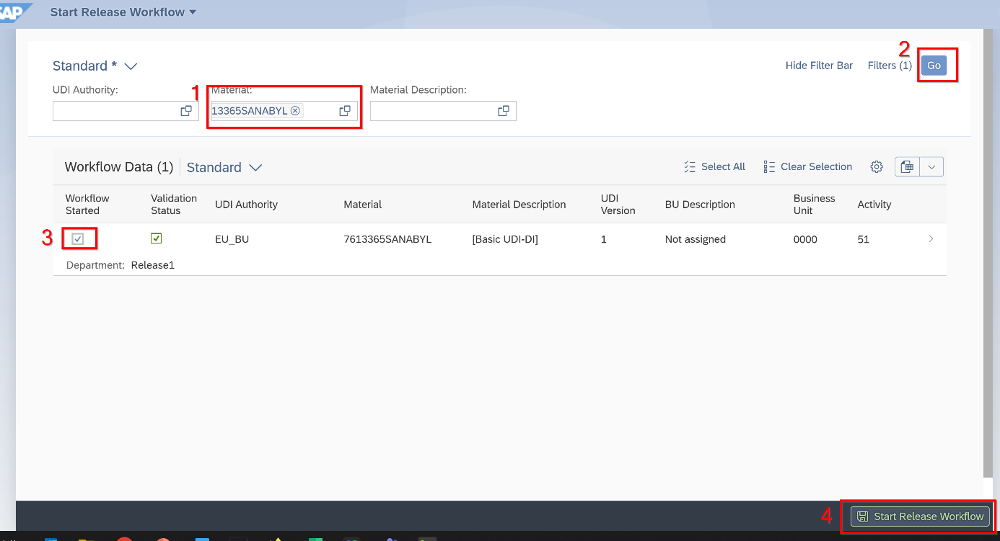 SAP Start Release Workflow
2
Standard *
Hide Filter Bar Filters (1) Go
UDI Authority: 1 Material: Material Description:
13365SANABYL
Workflow Data (1) Standard Select All Clear Selection
Workflow Started Validation Status UDI Authority Material Material Description UDI Version BU Description Business Unit Activity
3 EU_BU 7613365SANABYL [Basic UDI-DI] 1 Not assigned 0000 51
Department: Release1
4 Start Release Workflow